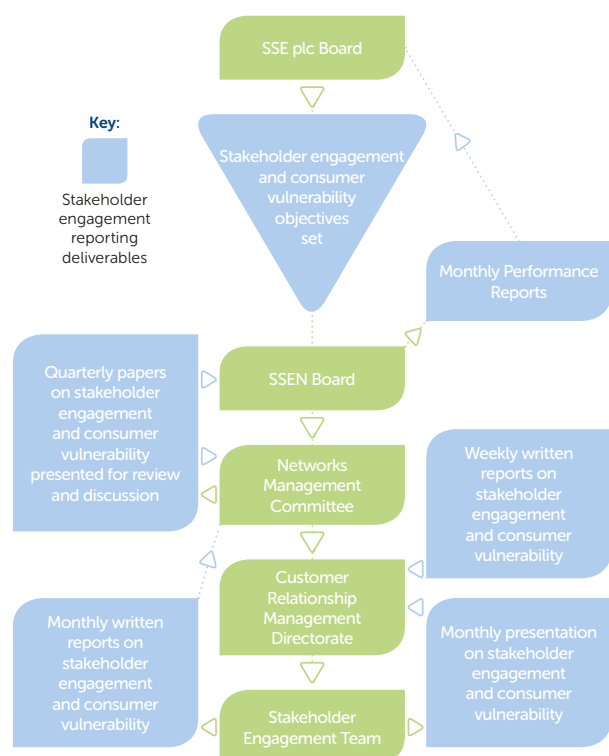 SSE plc Board
Key:
Stakeholder
engagement
reporting
deliverables
Stakeholder engagement
and consumer
vulnerability
objectives
set
Monthly Performance
Reports
SSEN Board
Quarterly papers
on stakeholder
engagement
and consumer
vulnerability
presented for review
and discussion
Networks
Management
Committee
Weekly written
reports on
stakeholder
engagement
and consumer
vulnerability
Customer
Relationship
Management
Directorate
Monthly written
reports on
stakeholder
engagement
and consumer
vulnerability
Monthly presentation
on stakeholder
engagement
and consumer
vulnerability
Stakeholder
Engagement Team